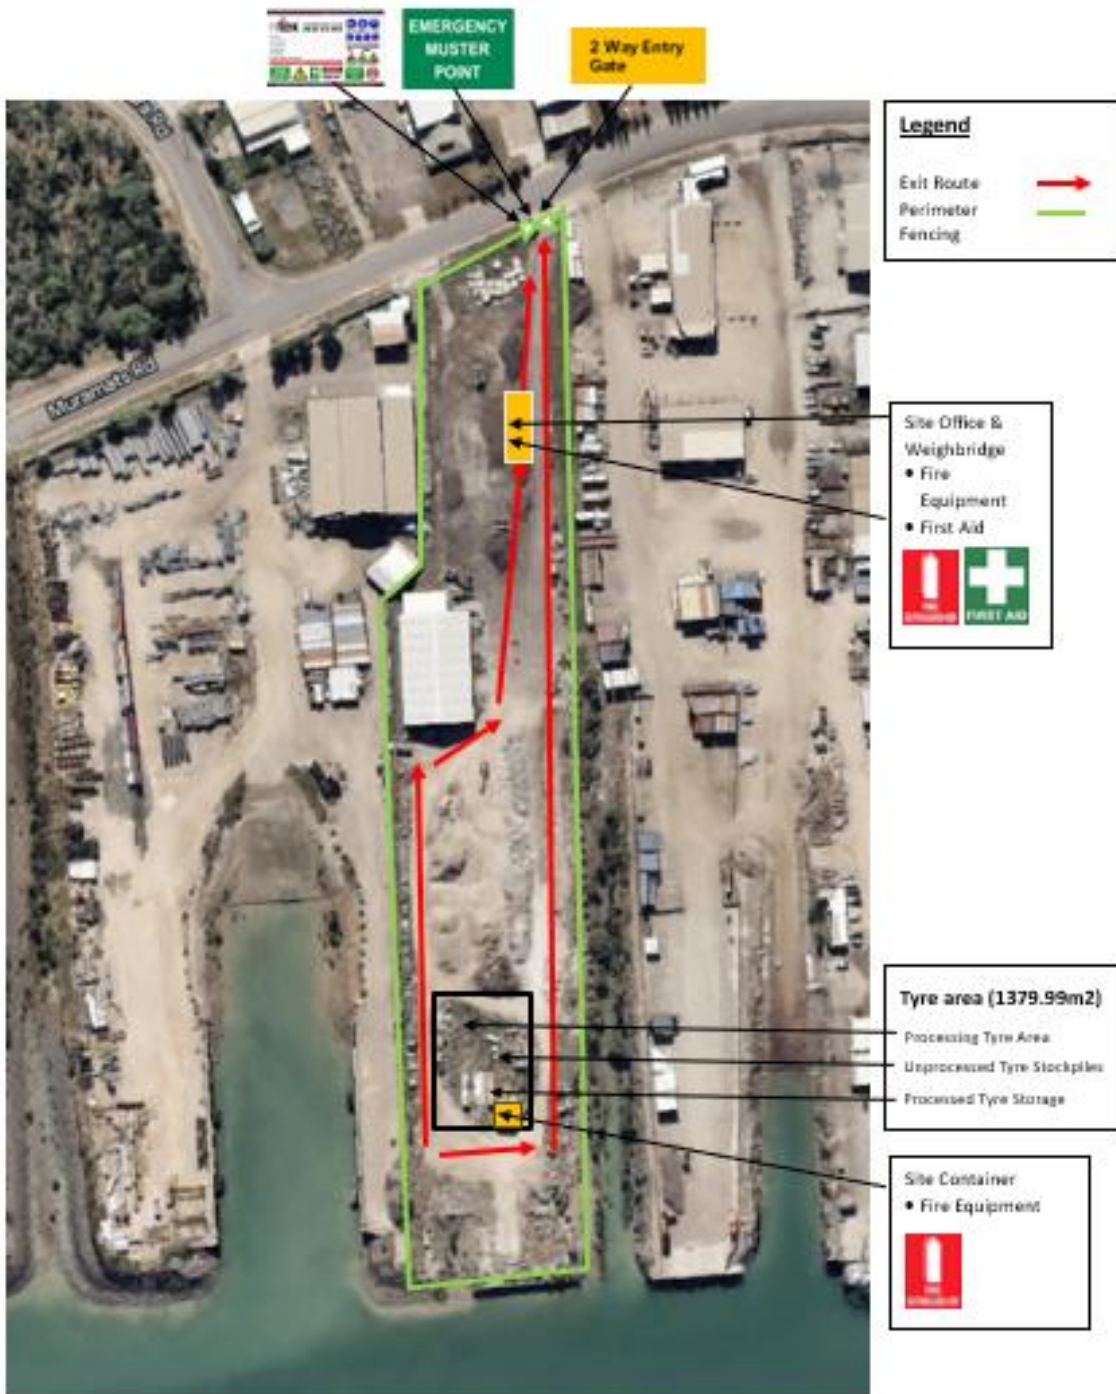 EMERGENCY
MUSTER
POINT
2 Way Entry
Gate
Legend
Exit Route
Perimeter
Fencing
Rd
Muramats Rd
Site Office &
Weighbridge
• Fire
Equipment
• First Aid
FIRST AID
Tyre area (1379.99m2)
Processing Tyre Area
Unprocessed Tyre Stockpiles
Processed Tyre Storage
Site Container
• Fire Equipment